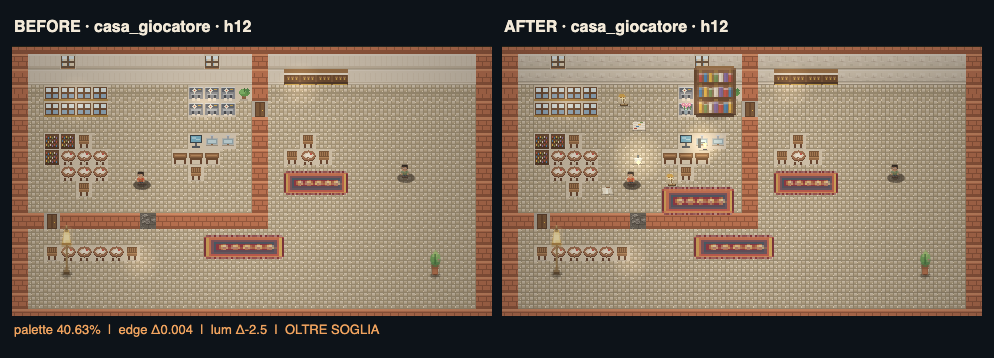 BEFORE · casa_giocatore · h12
AFTER · casa_giocatore · h12
palette 40.63% | edge Δ0.004 | lum Δ-2.5 | OLTRE SOGLIA